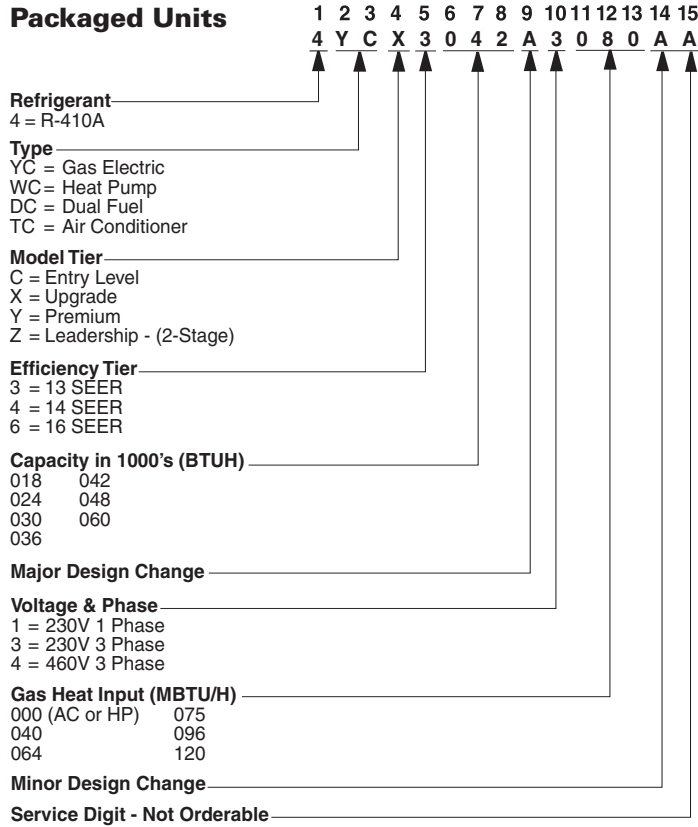 Packaged Units
1 2 3 4 5 6 7 8 9 10 11 12 13 14 15
4 Y C X 3 0 4 2 A 3 0 8 0 A A
Refrigerant
4 = R-410A
Type
YC = Gas Electric
WC = Heat Pump
DC = Dual Fuel
TC = Air Conditioner
Model Tier
C = Entry Level
X = Upgrade
Y = Premium
Z = Leadership - (2-Stage)
Efficiency Tier
3 = 13 SEER
4 = 14 SEER
6 = 16 SEER
Capacity in 1000's (BTUH)
018 042
024 048
030 060
036
Major Design Change
Voltage & Phase
1 = 230V 1 Phase
3 = 230V 3 Phase
4 = 460V 3 Phase
Gas Heat Input (MBTU/H)
000 (AC or HP) 075
040 096
064 120
Minor Design Change
Service Digit - Not Orderable